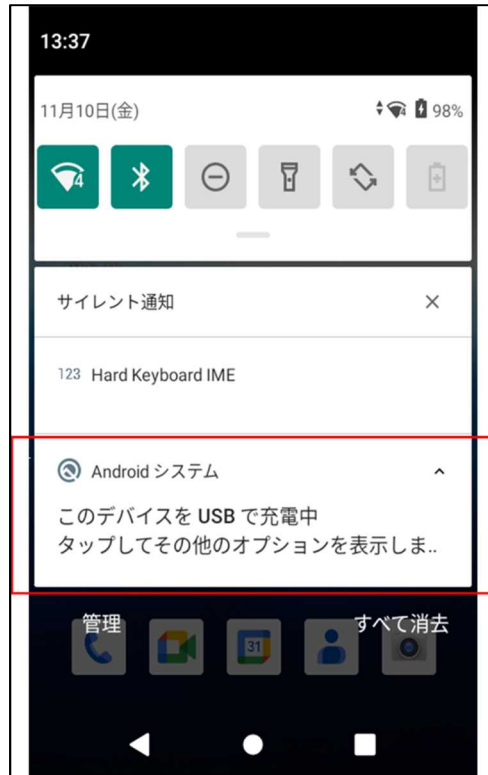 13:37
11月10日(金)
4
98%
4
サイレント通知
123 Hard Keyboard IME
Android システム
このデバイスを USB で充電中
タップしてその他のオプションを表示しま..
管理
すべて消去
31